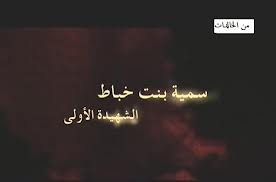 من الخالدات
سمية بنت خباط
الشهيدة الأولى